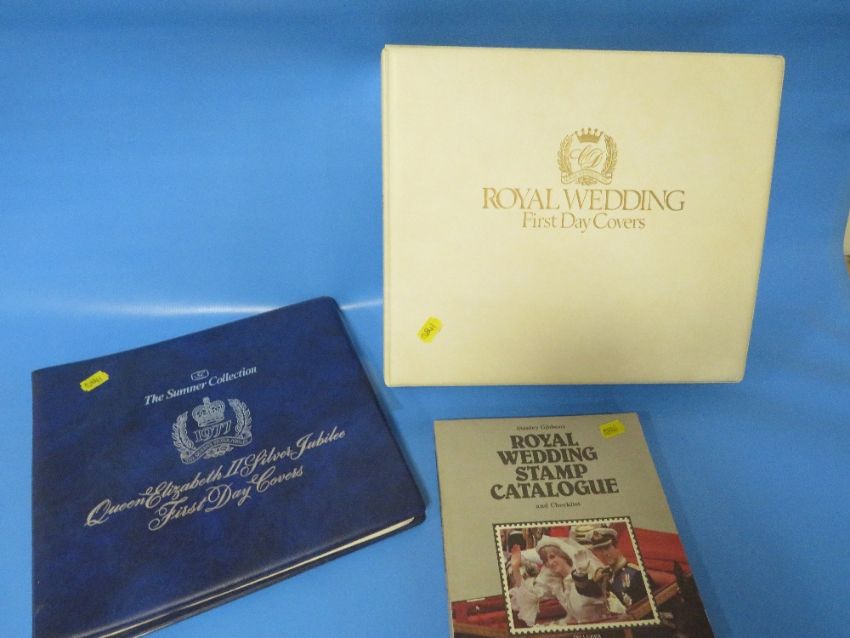 ROYAL WEDDING
First Day Covers
The Sumner Collection
1977
Queen Elizabeth II Silver Jubilee
First Day Covers
Stanley Gibbons
ROYAL
WEDDING
STAMP
CATALOGUE
and Checklist